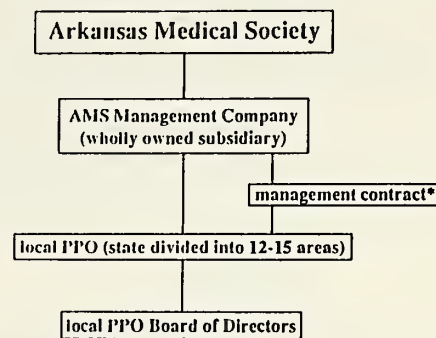 Arkansas Medical Society
AMS Management Company
(wholly owned subsidiary)
management contract*
local PPO (state divided into 12-15 areas)
local PPO Board of Directors